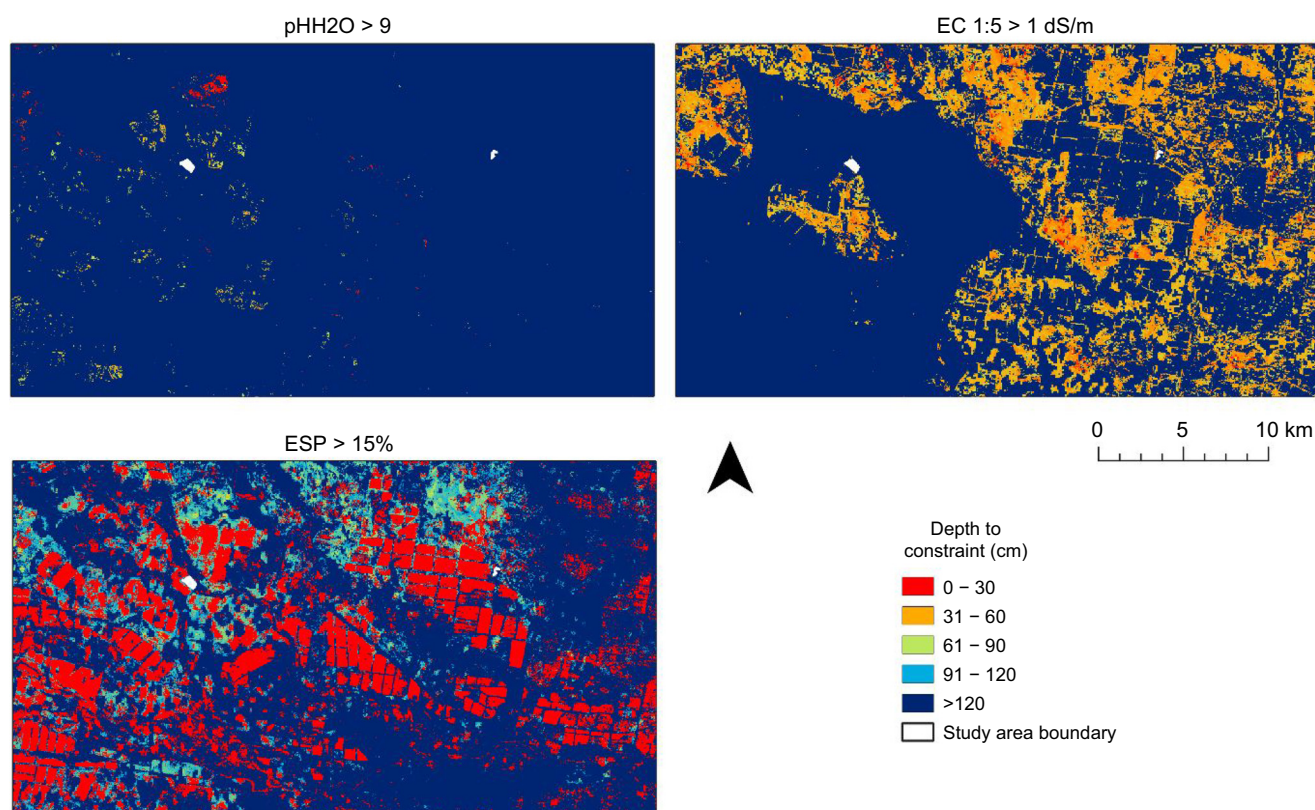 pHH2O > 9
EC 1:5 > 1 dS/m
ESP > 15%
0 5 10 km
Depth to
constraint (cm)
0 − 30
31 − 60
61 − 90
91 − 120
>120
Study area boundary